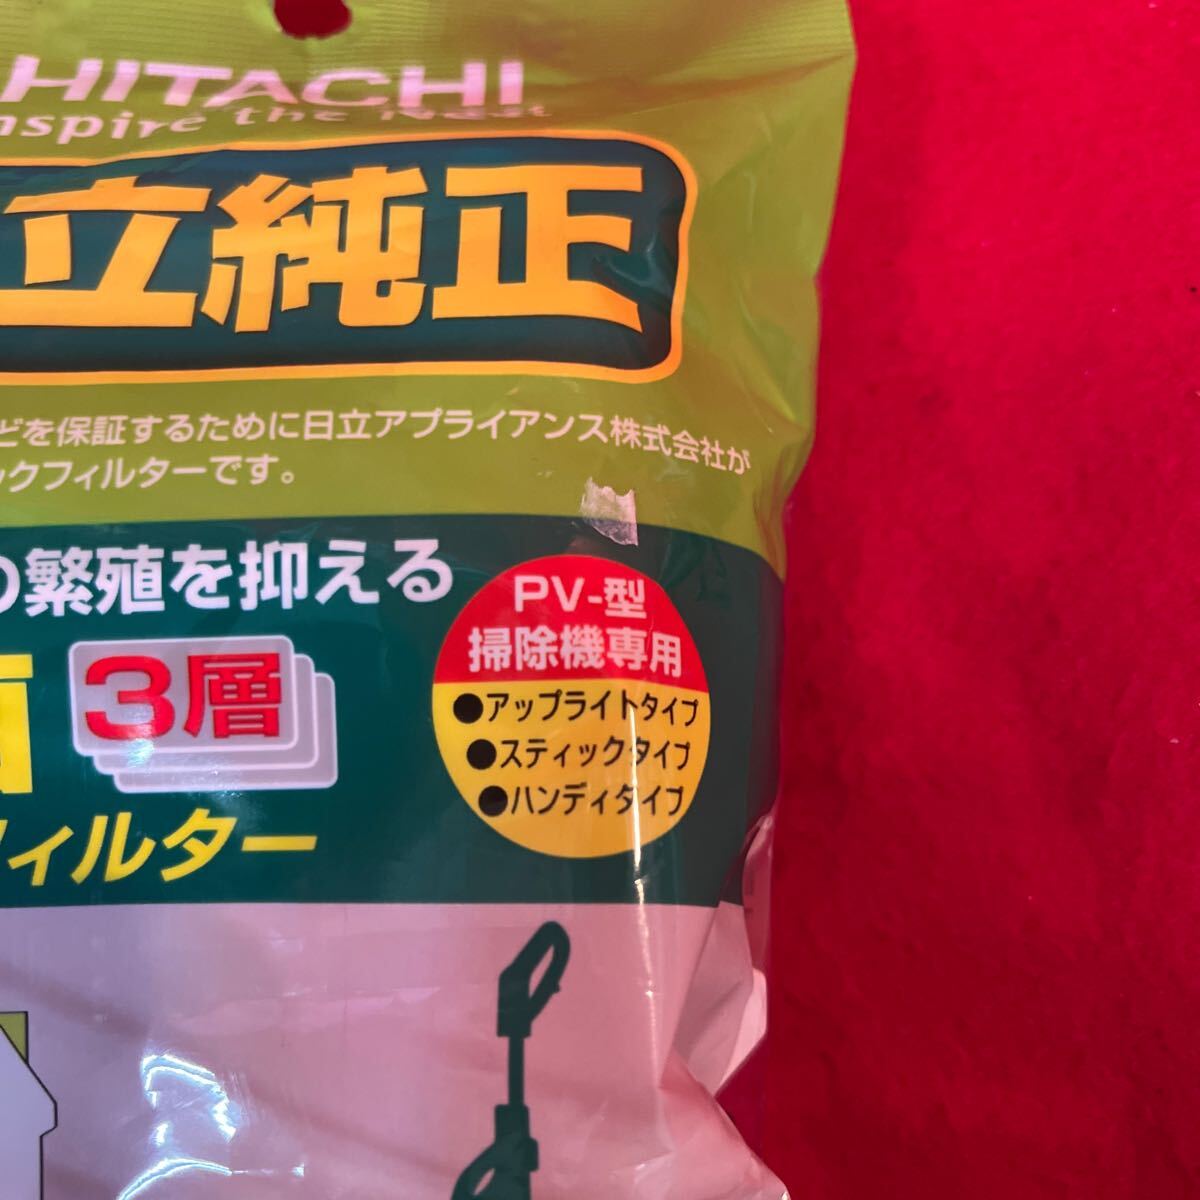 HITACHI
Inspire the Next
立純正
どを保証するために日立アプライアンス株式会社が
ックフィルターです。
の繁殖を抑える
PV-型
掃除機専用
●アップライトタイプ
●スティックタイプ
●ハンディタイプ
3層
フィルター